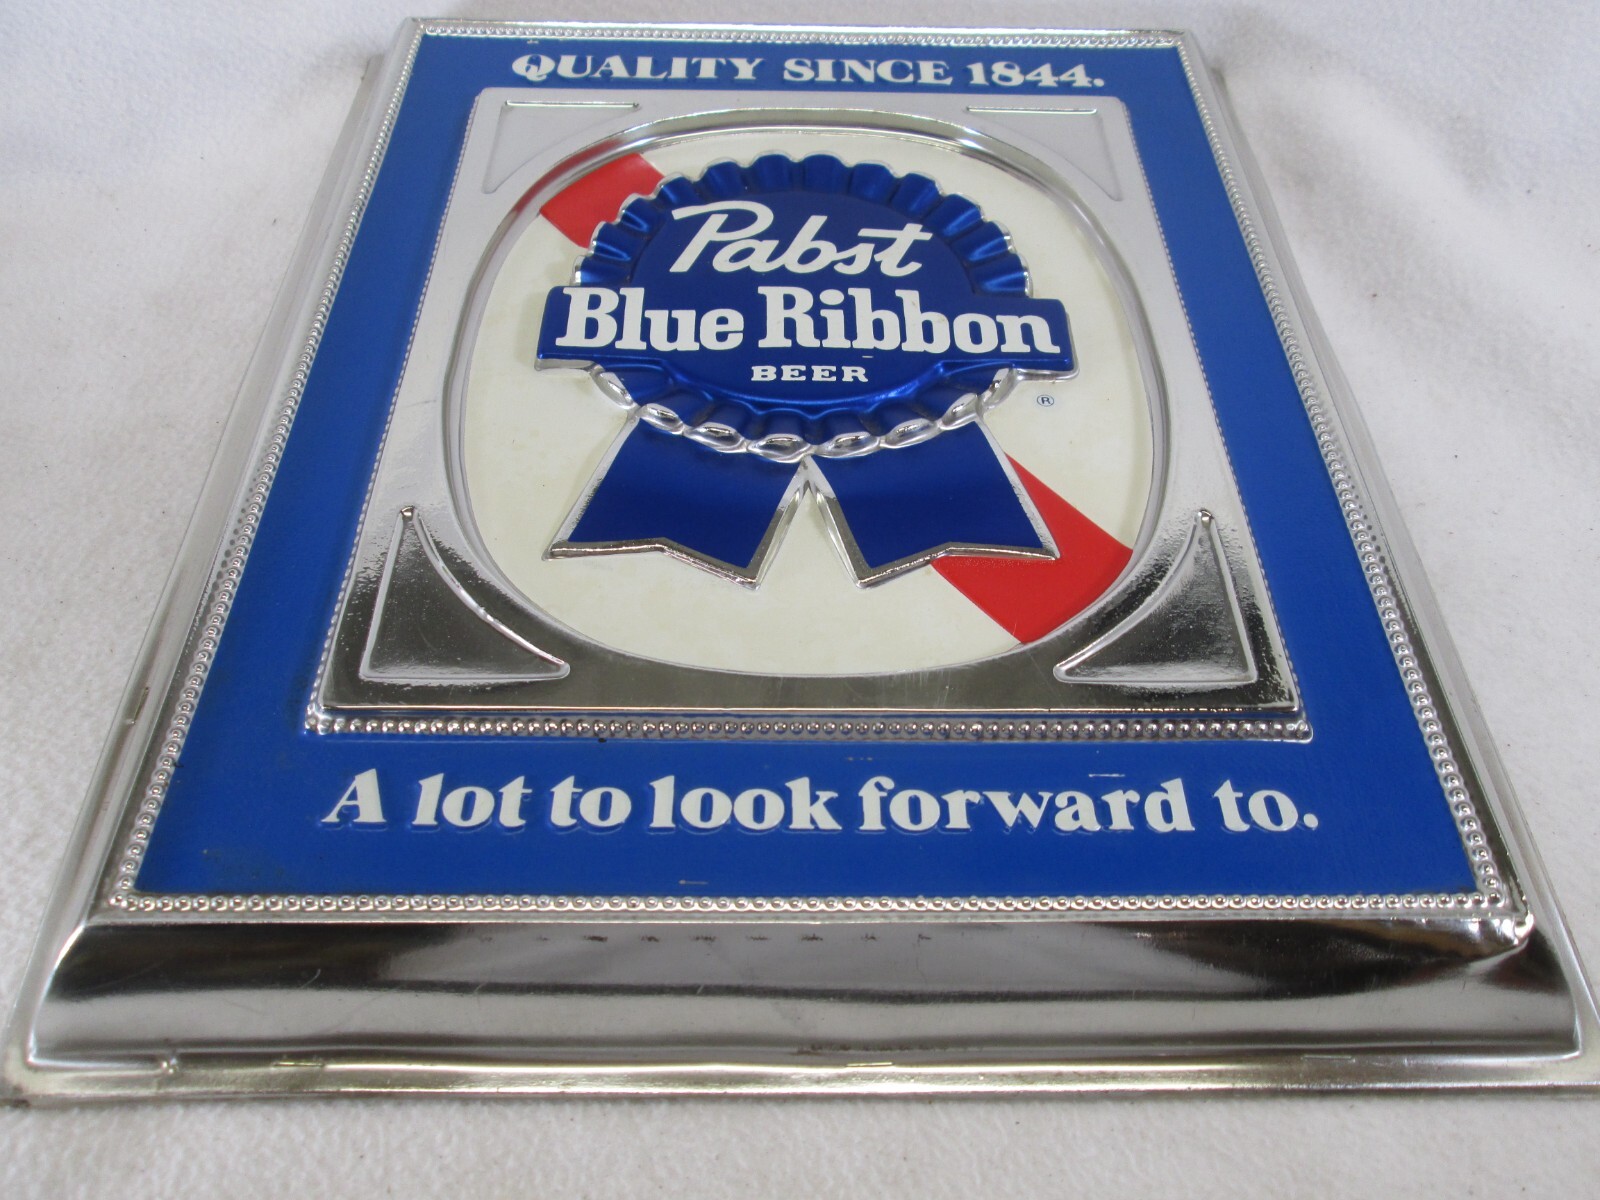 QUALITY SINCE 1844.
Pabst
Blue Ribbon
BEER
®
A lot to look forward to.